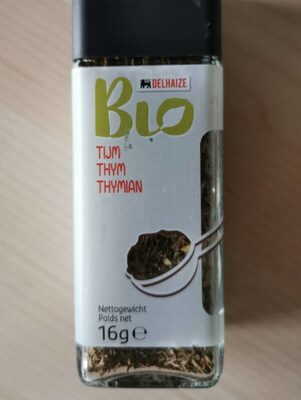 DELHAIZE
Bio
TIJM
THYM
THYMIAN
Nettogewicht
Poids net
16g e